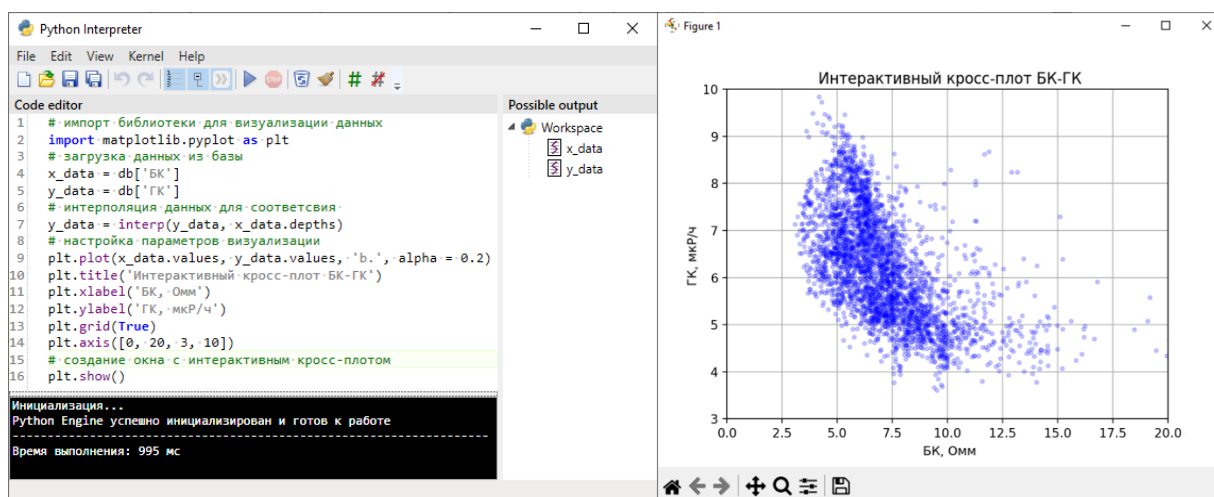 Python Interpreter
File Edit View Kernel Help
Code editor
1 # импорт библиотеки для визуализации данных
2 import matplotlib.pyplot as plt
3 # загрузка данных из базы
4 x_data = db['БК']
5 y_data = db['ГК']
6 # интерполяция данных для соответсвия
7 y_data = interp(y_data, x_data.depths)
8 # настройка параметров визуализации
9 plt.plot(x_data.values, y_data.values, 'b.', alpha = 0.2)
10 plt.title('Интерактивный кросс-плот БК-ГК')
11 plt.xlabel('БК, Омм')
12 plt.ylabel('ГК, мкР/ч')
13 plt.grid(True)
14 plt.axis([0, 20, 3, 10])
15 # создание окна с интерактивным кросс-плотом
16 plt.show()
Possible output
Workspace
x_data
y_data
Инициализация...
Python Engine успешно инициализирован и готов к работе
Время выполнения: 995 мс
Figure 1
Интерактивный кросс-плот БК-ГК
10
9
8
7
6
5
4
3
ГК, мкР/ч
0.0 2.5 5.0 7.5 10.0 12.5 15.0 17.5 20.0
БК, Омм